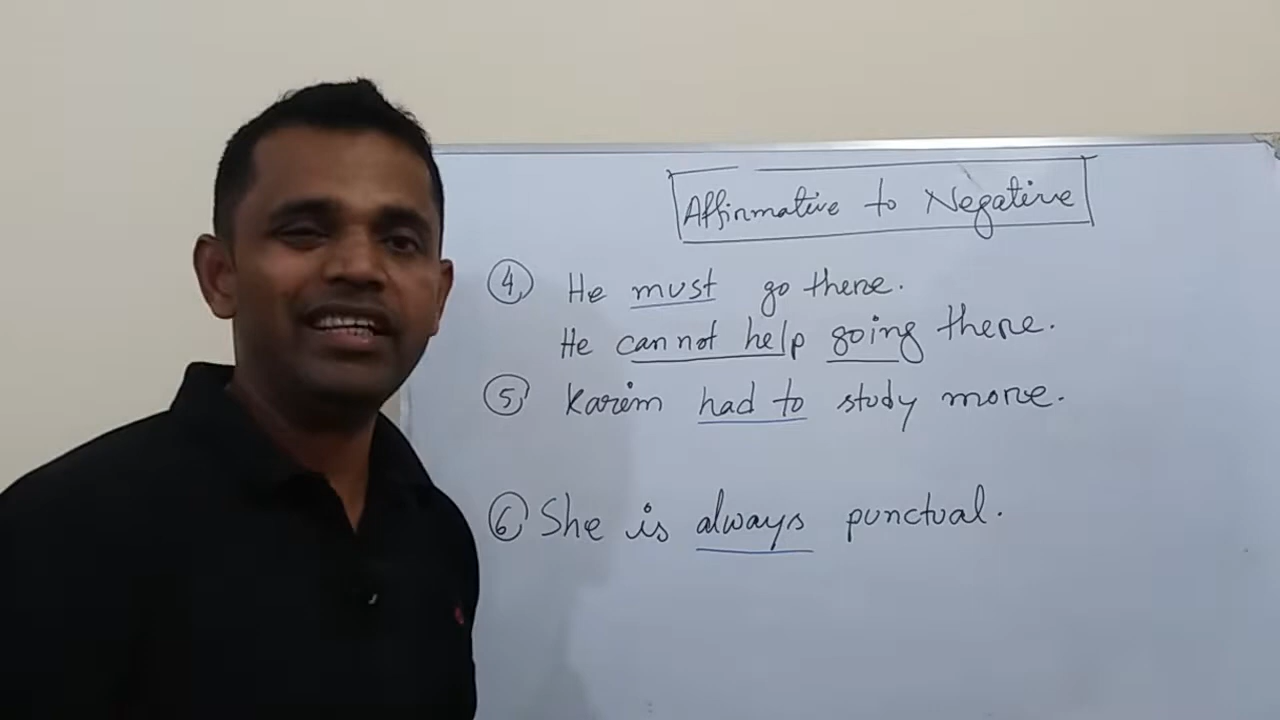 Affirmative to Negative
④ He must go there.
He can not help going there.
⑤ Karim had to study more.
⑥ She is always punctual.